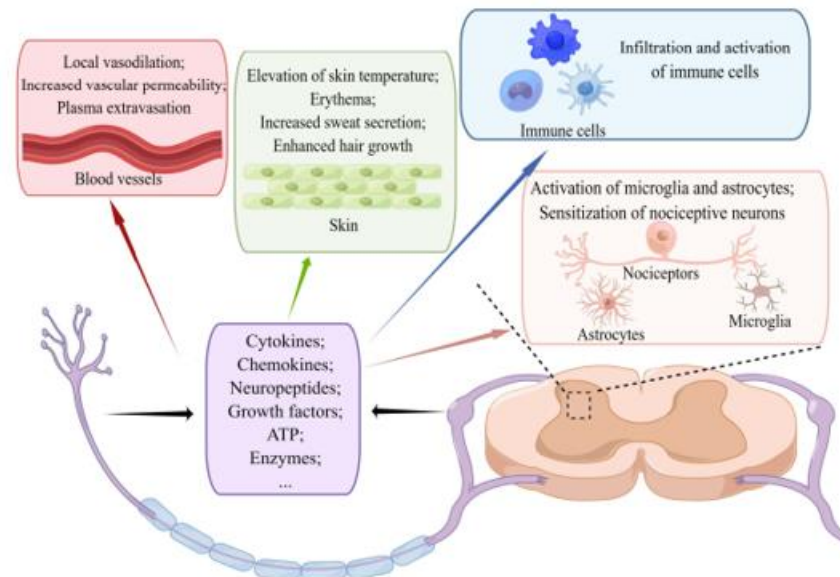 Local vasodilation;
Increased vascular permeability;
Plasma extravasation
Blood vessels
Elevation of skin temperature;
Erythema;
Increased sweat secretion;
Enhanced hair growth
Skin
Infiltration and activation
of immune cells
Immune cells
Activation of microglia and astrocytes;
Sensitization of nociceptive neurons
Nociceptors
Astrocytes
Microglia
Cytokines;
Chemokines;
Neuropeptides;
Growth factors;
ATP;
Enzymes;
...